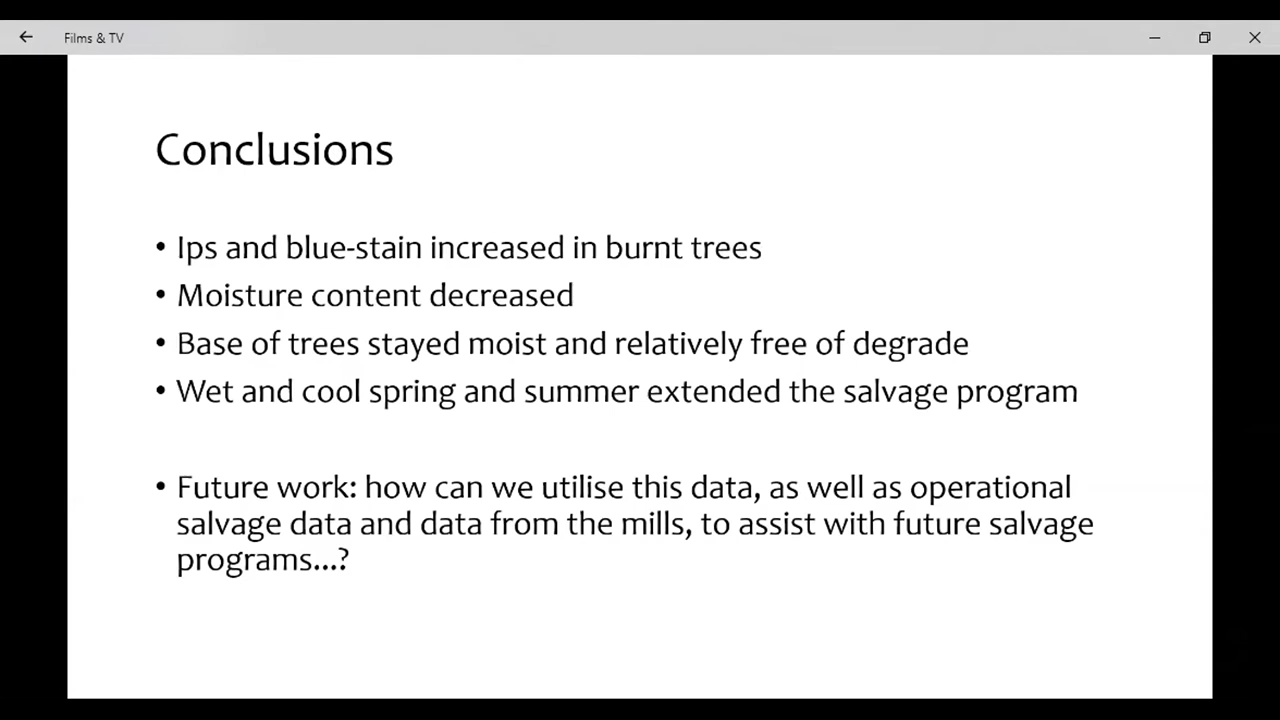 Films & TV
Conclusions
• Ips and blue-stain increased in burnt trees
• Moisture content decreased
• Base of trees stayed moist and relatively free of degrade
• Wet and cool spring and summer extended the salvage program
• Future work: how can we utilise this data, as well as operational
salvage data and data from the mills, to assist with future salvage
programs...?